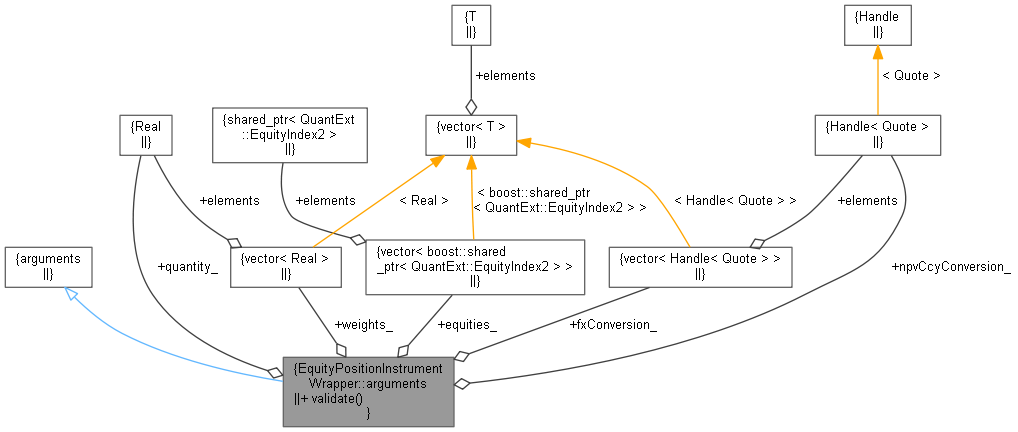 {T
||}
{Handle
||}
+elements
< Quote >
{Real
||}
{shared_ptr< QuantExt
::EquityIndex2 >
||}
{vector< T >
||}
{Handle< Quote >
||}
+elements
+elements
< Real >
< boost::shared_ptr
< QuantExt::EquityIndex2 > >
< Handle< Quote > >
+elements
{arguments
||}
+quantity_
{vector< Real >
||}
{vector< boost::shared
_ptr< QuantExt::EquityIndex2 > >
||}
{vector< Handle< Quote > >
||}
+npvCcyConversion_
+weights_
+equities_
+fxConversion_
{EquityPositionInstrument
Wrapper::arguments
||+ validate()
}